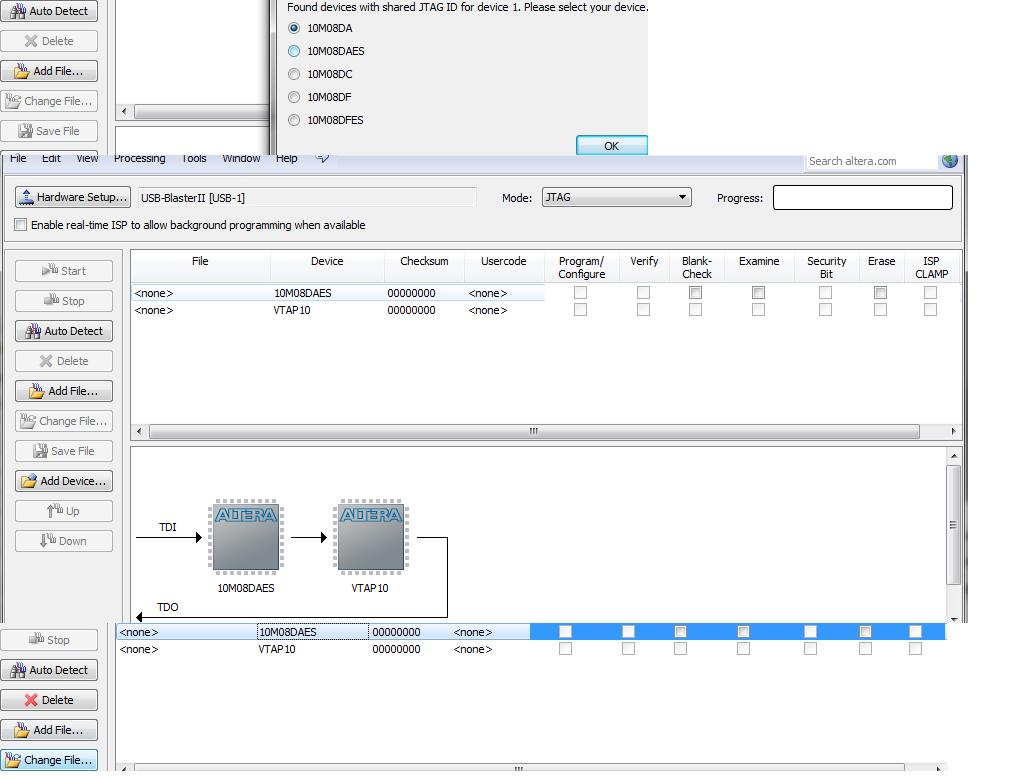 Auto Detect
Delete
Add File...
Change File...
Save File
Found devices with shared JTAG ID for device 1. Please select your device.
10M08DA
10M08DAES
10M08DC
10M08DF
10M08DFES
OK
File Edit View Processing Tools Window Help
Search altera.com
Hardware Setup... USB-BlasterII [USB-1] Mode: JTAG Progress:
Enable real-time ISP to allow background programming when available
Start
Stop
Auto Detect
Delete
Add File...
Change File...
Save File
Add Device...
Up
Down
File Device Checksum Usercode Program/ Configure Verify Blank- Check Examine Security Bit Erase ISP CLAMP
<none> 10M08DAES 00000000 <none>
<none> VTAP10 00000000 <none>
TDI
ALTERA ALTERA
10M08DAES VTAP10
TDO
Stop
Auto Detect
Delete
Add File...
Change File...
<none> 10M08DAES 00000000 <none>
<none> VTAP10 00000000 <none>